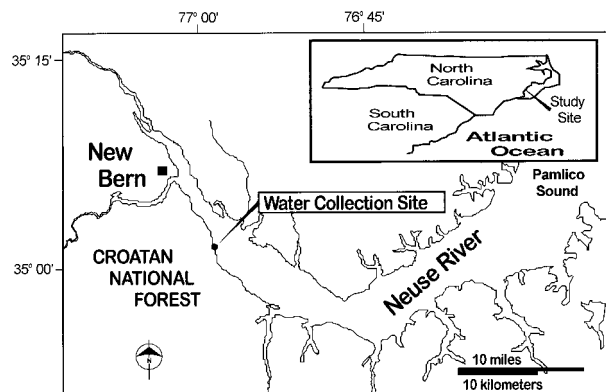 77° 00'
76° 45'
35° 15'
North
Carolina
South
Carolina
Study
Site
Atlantic
Ocean
New
Bern
Pamlico
Sound
Water Collection Site
35° 00'
CROATAN
NATIONAL
FOREST
Neuse River
N
10 miles
10 kilometers